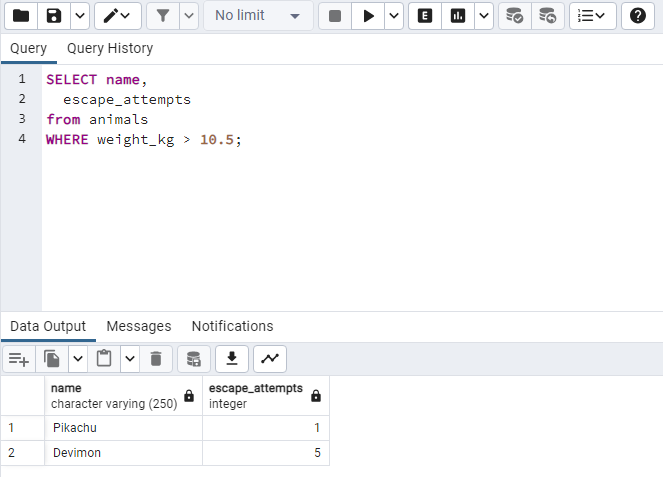 No limit
E
Query Query History
1 SELECT name,
2 escape_attempts
3 from animals
4 WHERE weight_kg > 10.5;
Data Output Messages Notifications
name escape_attempts
character varying (250) integer
1 Pikachu 1
2 Devimon 5